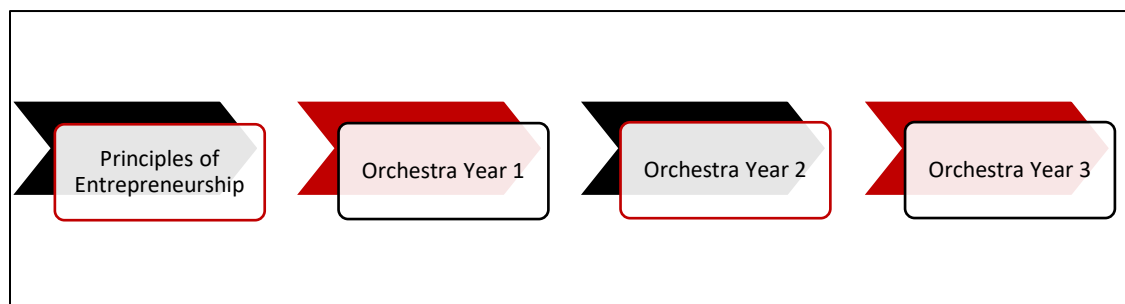 Principles of
Entrepreneurship
Orchestra Year 1
Orchestra Year 2
Orchestra Year 3